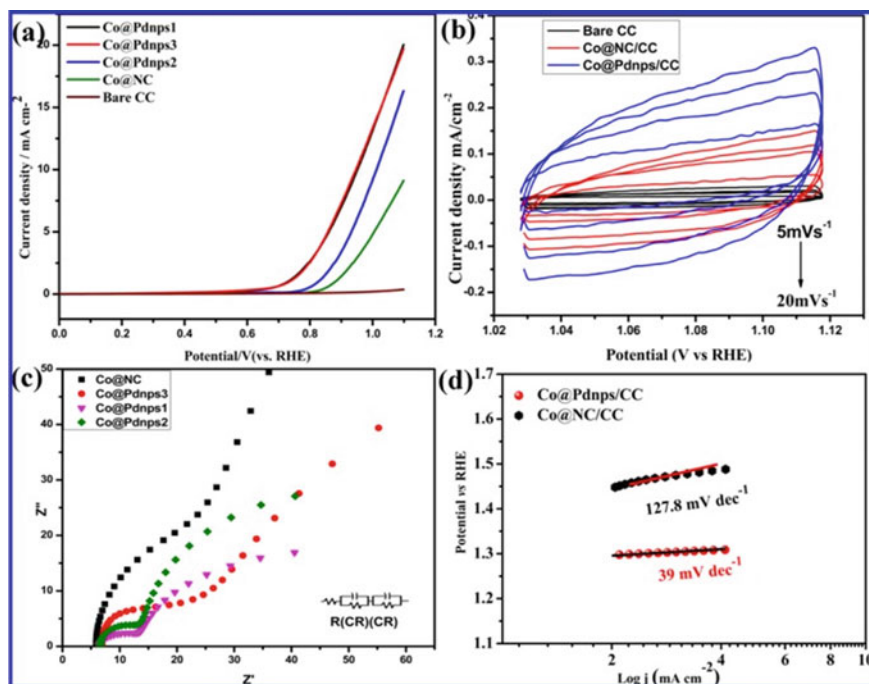 (a)
Co@Pdnps1
Co@Pdnps3
Co@Pdnps2
Co@NC
Bare CC
Current density / mA cm-2
20
15
10
5
0
0.0 0.2 0.4 0.6 0.8 1.0 1.2
Potential/V(vs. RHE)
(b)
Bare CC
Co@NC/CC
Co@Pdnps/CC
Current density mA/cm-2
0.4
0.3
0.2
0.1
0.0
-0.1
-0.2
5mVs-1
20mVs-1
1.02 1.04 1.06 1.08 1.10 1.12
Potential (V vs RHE)
(c)
Co@NC
Co@Pdnps3
Co@Pdnps1
Co@Pdnps2
Z''
50
40
30
20
10
0
R(CR)(CR)
0 10 20 30 40 50 60
Z'
(d)
Co@Pdnps/CC
Co@NC/CC
Potential vs RHE
1.7
1.6
1.5
1.4
1.3
1.2
1.1
127.8 mV dec-1
39 mV dec-1
2 4 6 8 10
Log j (mA cm-2)